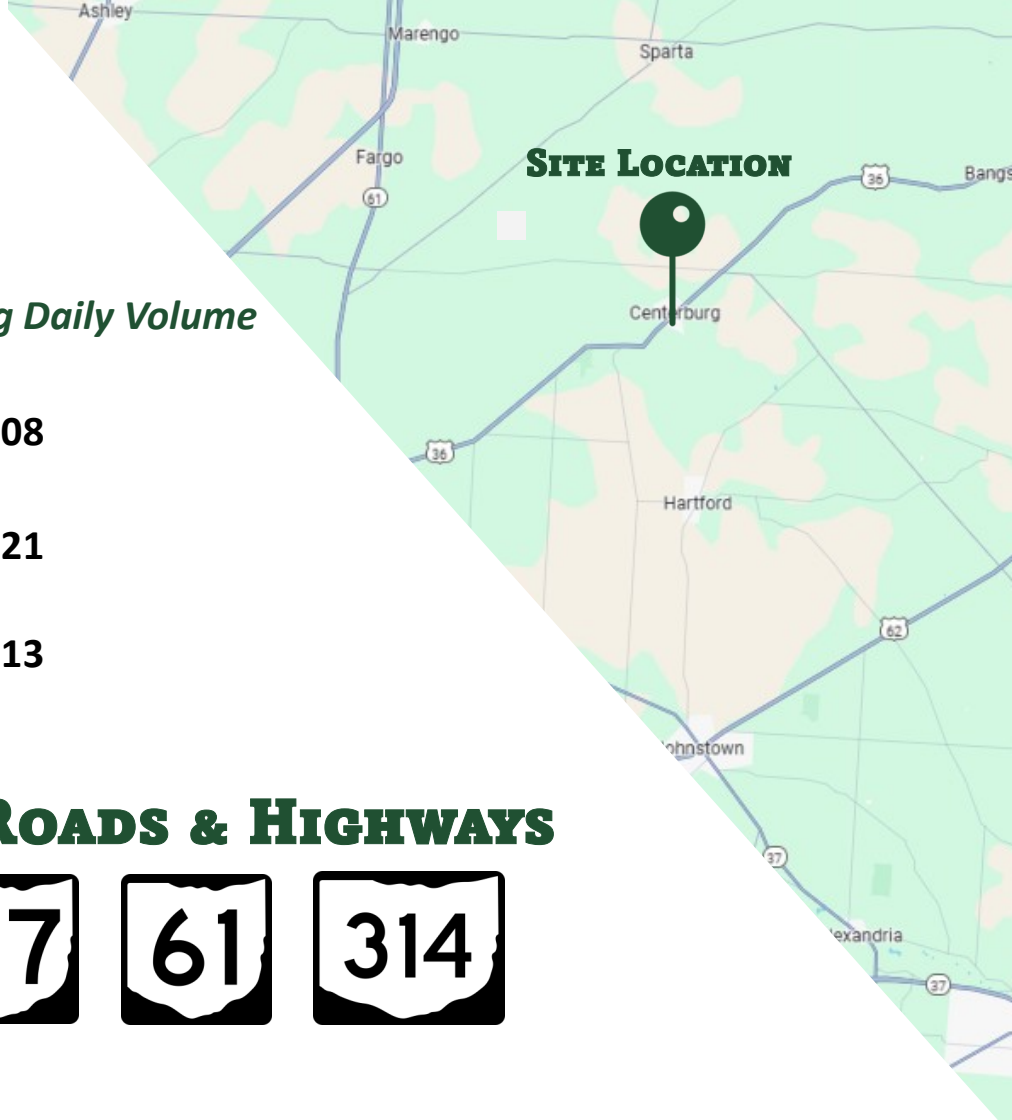 Ashley
Marengo
Sparta
Fargo
SITE LOCATION
61
36
Bangs
g Daily Volume
Centerburg
08
36
21
Hartford
62
13
ohnstown
ROADS & HIGHWAYS
37
7
61
314
exandria
37